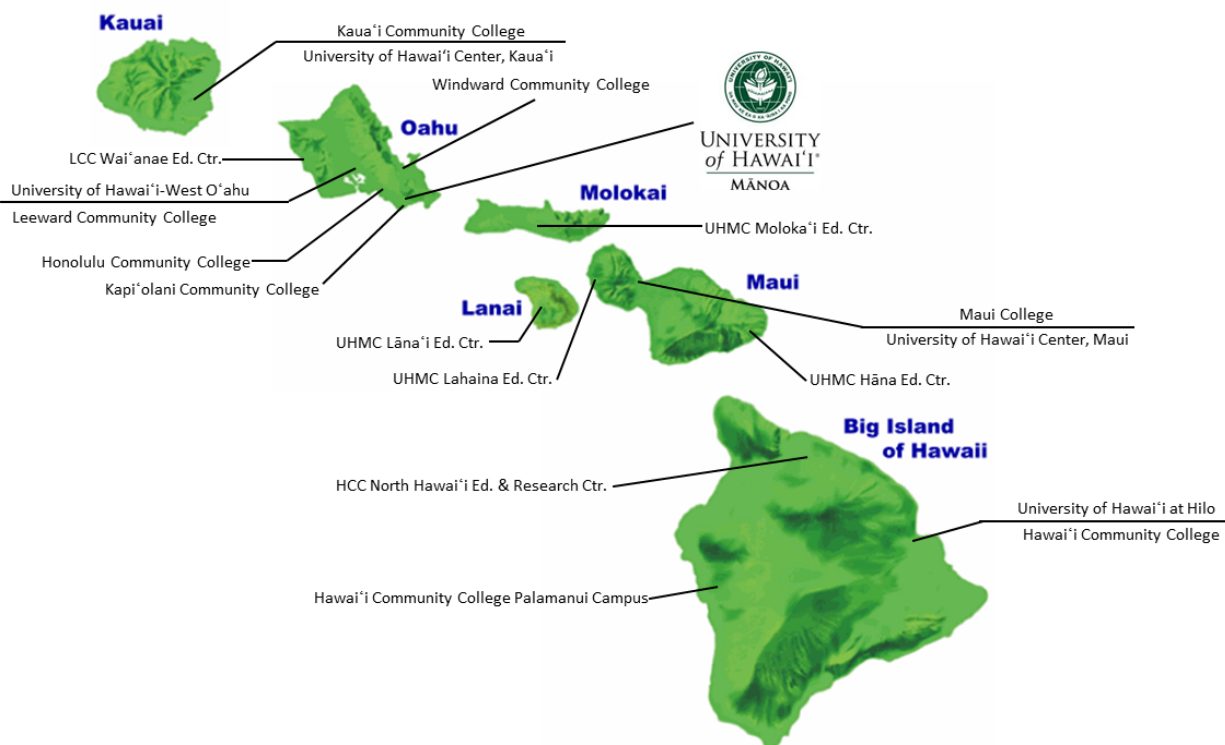 Kauai
Kauaʻi Community College
University of Hawaiʻi Center, Kauaʻi
Windward Community College
Oahu
LCC Waiʻanae Ed. Ctr.
UNIVERSITY
of HAWAIʻI®
MĀNOA
University of Hawaiʻi-West Oʻahu
Leeward Community College
Molokai
UHMC Molokaʻi Ed. Ctr.
Honolulu Community College
Kapiʻolani Community College
Maui
Lanai
Maui College
University of Hawaiʻi Center, Maui
UHMC Lānaʻi Ed. Ctr.
UHMC Lahaina Ed. Ctr.
UHMC Hāna Ed. Ctr.
Big Island
of Hawaii
HCC North Hawaiʻi Ed. & Research Ctr.
University of Hawaiʻi at Hilo
Hawaiʻi Community College
Hawaiʻi Community College Palamanui Campus